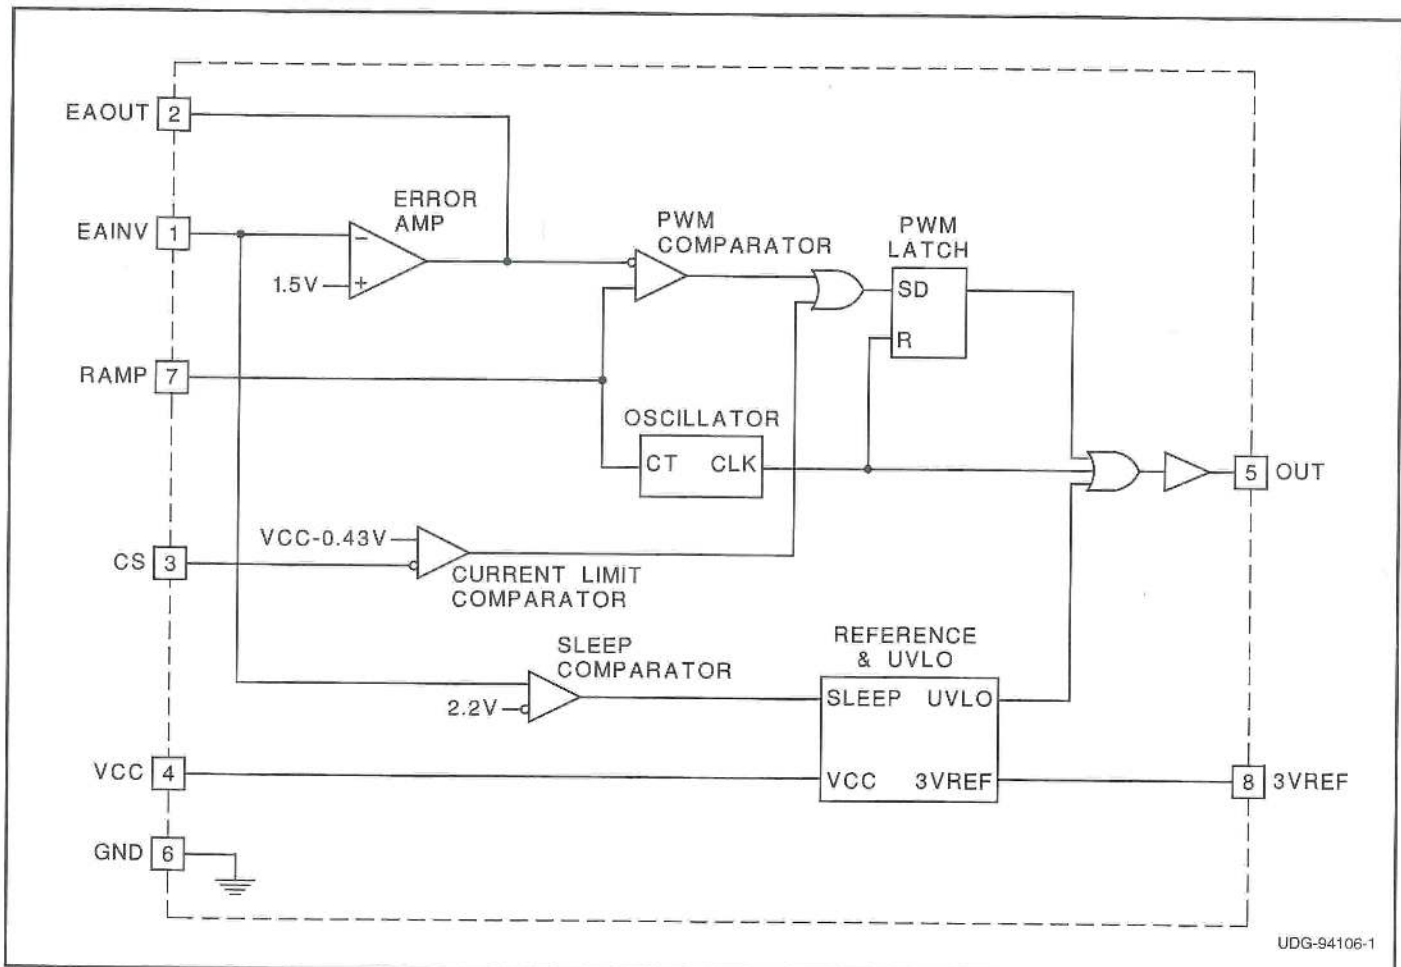 EAOUT 2
ERROR
AMP
EAINV 1
−
+
1.5V
PWM
COMPARATOR
PWM
LATCH
SD
R
RAMP 7
OSCILLATOR
CT CLK
5 OUT
VCC-0.43V
CS 3
CURRENT LIMIT
COMPARATOR
SLEEP
COMPARATOR
2.2V
REFERENCE
& UVLO
SLEEP UVLO
VCC 3VREF
VCC 4
8 3VREF
GND 6
UDG-94106-1